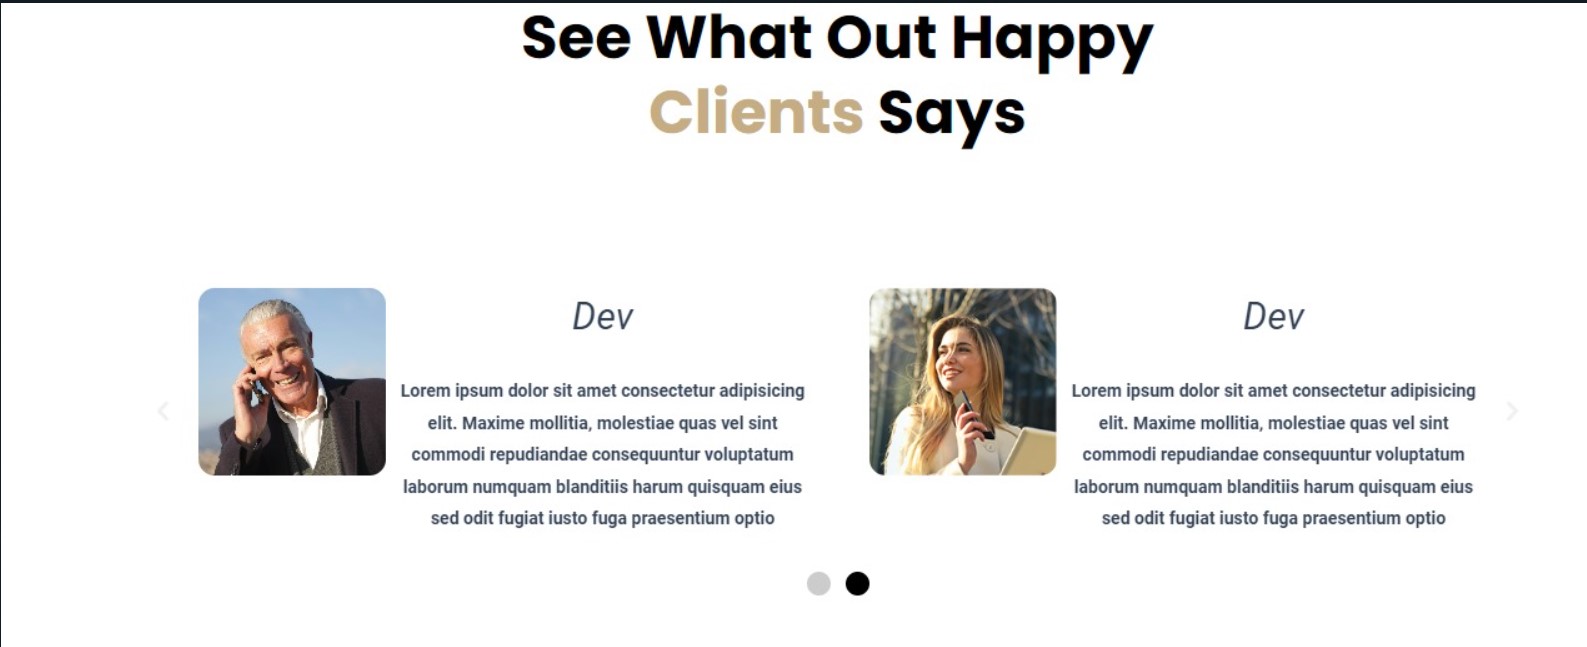 See What Out Happy
Clients Says
Dev
Lorem ipsum dolor sit amet consectetur adipisicing
elit. Maxime mollitia, molestiae quas vel sint
commodi repudiandae consequuntur voluptatum
laborum numquam blanditiis harum quisquam eius
sed odit fugiat iusto fuga praesentium optio
Dev
Lorem ipsum dolor sit amet consectetur adipisicing
elit. Maxime mollitia, molestiae quas vel sint
commodi repudiandae consequuntur voluptatum
laborum numquam blanditiis harum quisquam eius
sed odit fugiat iusto fuga praesentium optio